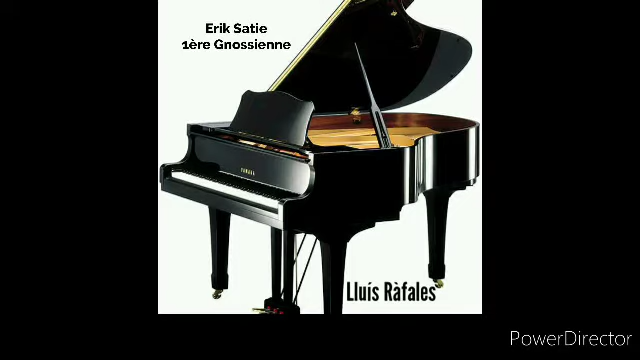 Erik Satie
1ère Gnossienne
YAMAHA
Lluís Ràfales
PowerDirector